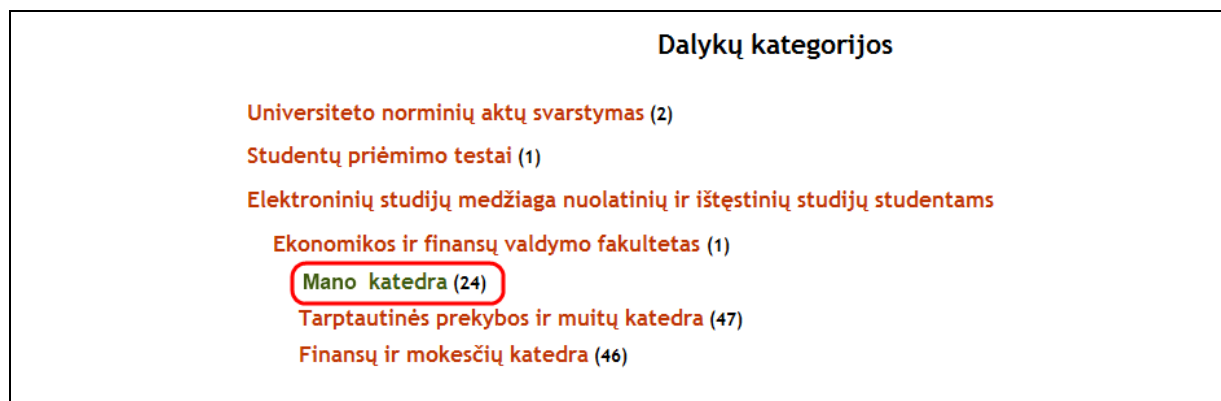 Dalykų kategorijos
Universiteto norminių aktų svarstymas (2)
Studentų priėmimo testai (1)
Elektroninių studijų medžiaga nuolatinių ir ištęstinių studijų studentams
Ekonomikos ir finansų valdymo fakultetas (1)
Mano katedra (24)
Tarptautinės prekybos ir muitų katedra (47)
Finansų ir mokesčių katedra (46)